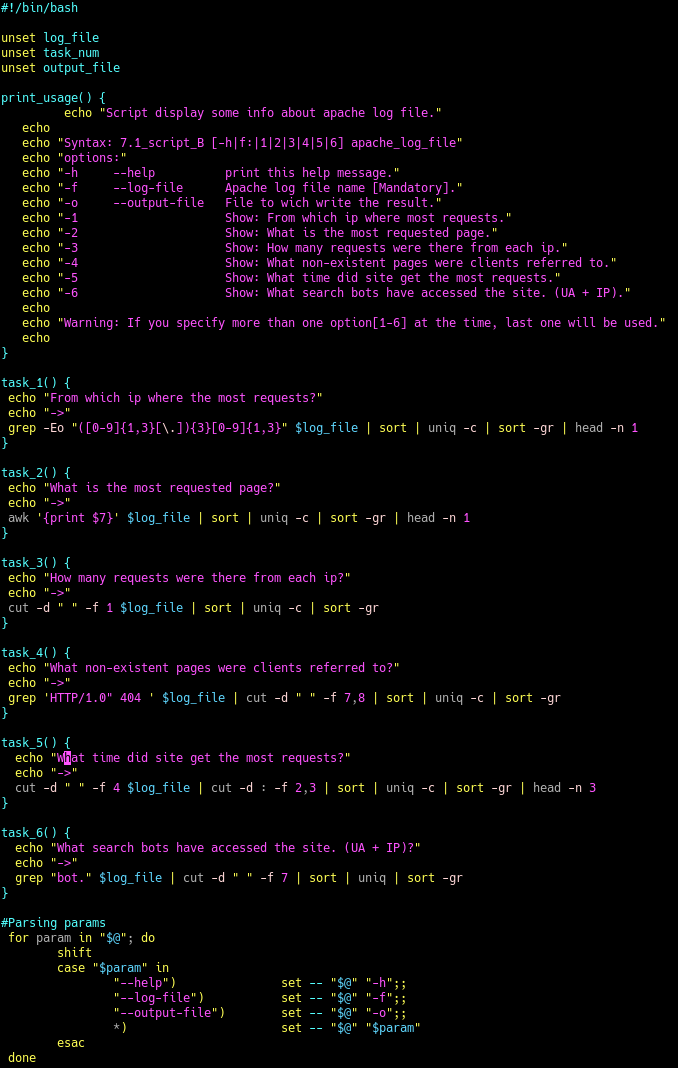 #!/bin/bash

unset log_file
unset task_num
unset output_file

print_usage() {
         echo "Script display some info about apache log file."
   echo
   echo "Syntax: 7.1_script_B [-h|f:|1|2|3|4|5|6] apache_log_file"
   echo "options:"
   echo "-h     --help          print this help message."
   echo "-f     --log-file      Apache log file name [Mandatory]."
   echo "-o     --output-file   File to wich write the result."
   echo "-1                     Show: From which ip where most requests."
   echo "-2                     Show: What is the most requested page."
   echo "-3                     Show: How many requests were there from each ip."
   echo "-4                     Show: What non-existent pages were clients referred to."
   echo "-5                     Show: What time did site get the most requests."
   echo "-6                     Show: What search bots have accessed the site. (UA + IP)."
   echo
   echo "Warning: If you specify more than one option[1-6] at the time, last one will be used."
   echo
}

task_1() {
 echo "From which ip where the most requests?"
 echo "->"
 grep -Eo "([0-9]{1,3}[\.]){3}[0-9]{1,3}" $log_file | sort | uniq -c | sort -gr | head -n 1
}

task_2() {
 echo "What is the most requested page?"
 echo "->"
 awk '{print $7}' $log_file | sort | uniq -c | sort -gr | head -n 1
}

task_3() {
 echo "How many requests were there from each ip?"
 echo "->"
 cut -d " " -f 1 $log_file | sort | uniq -c | sort -gr
}

task_4() {
 echo "What non-existent pages were clients referred to?"
 echo "->"
 grep 'HTTP/1.0" 404 ' $log_file | cut -d " " -f 7,8 | sort | uniq -c | sort -gr
}

task_5() {
  echo "What time did site get the most requests?"
  echo "->"
  cut -d " " -f 4 $log_file | cut -d : -f 2,3 | sort | uniq -c | sort -gr | head -n 3
}

task_6() {
  echo "What search bots have accessed the site. (UA + IP)?"
  echo "->"
  grep "bot." $log_file | cut -d " " -f 7 | sort | uniq | sort -gr
}

#Parsing params
 for param in "$@"; do
        shift
        case "$param" in
                "--help")               set -- "$@" "-h";;
                "--log-file")           set -- "$@" "-f";;
                "--output-file")        set -- "$@" "-o";;
                *)                      set -- "$@" "$param"
        esac
 done